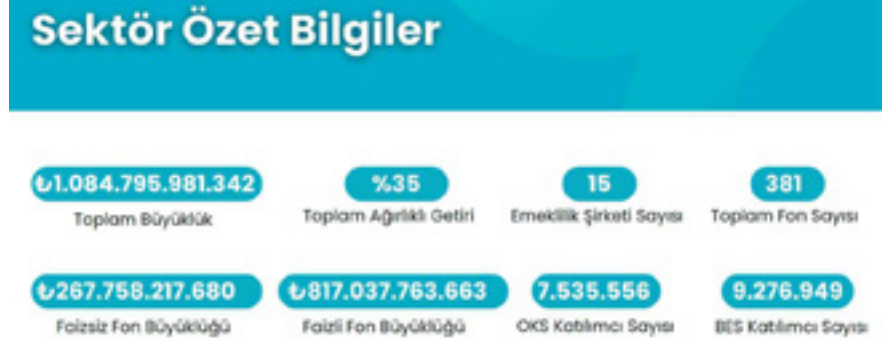 Sektör Özet Bilgiler
₺1.084.795.981.342 %35 15 381
Toplam Büyüklük Toplam Ağırlıklı Getiri Emeklilik Şirketi Sayısı Toplam Fon Sayısı
₺267.758.217.680 ₺817.037.763.663 7.535.556 9.276.949
Faizsiz Fon Büyüklüğü Faizli Fon Büyüklüğü OKS Katılımcı Sayısı BES Katılımcı Sayısı